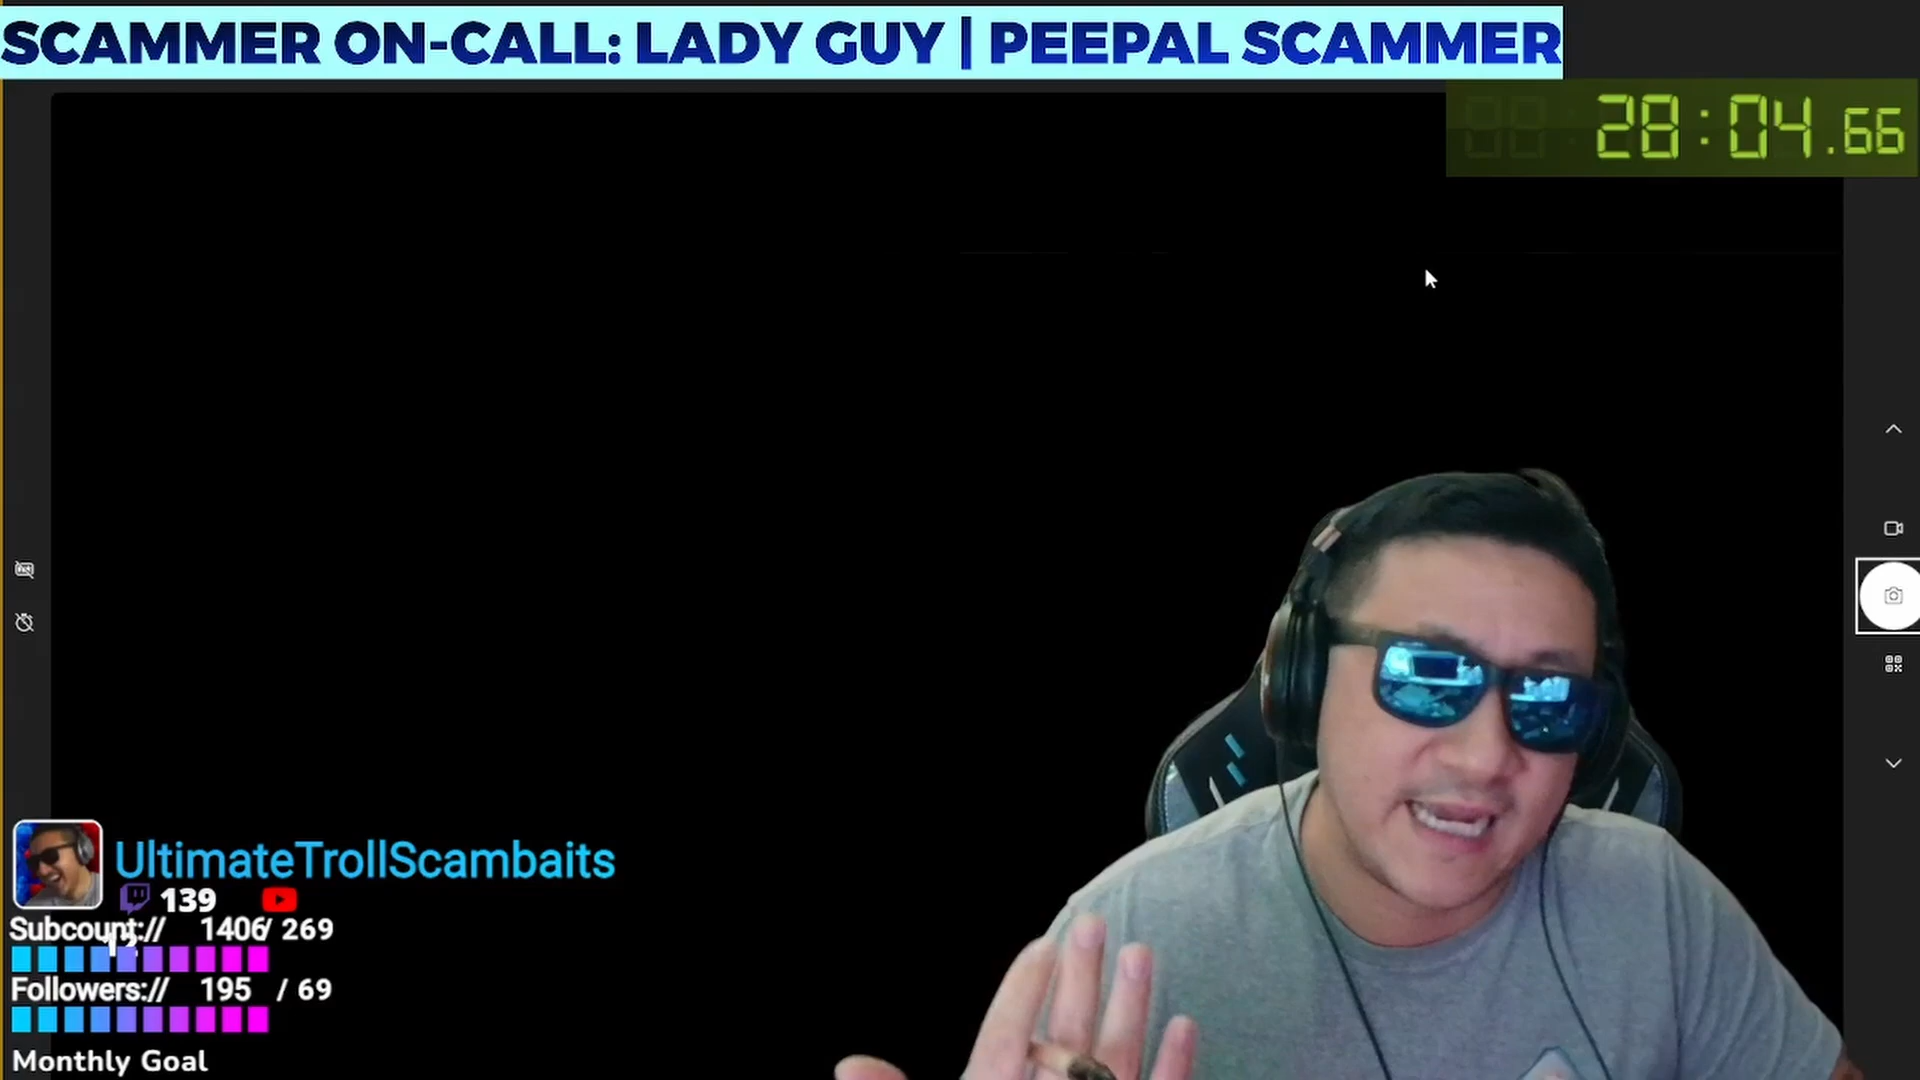 SCAMMER ON-CALL: LADY GUY | PEEPAL SCAMMER
28:04.66
UltimateTrollScambaits
139
Subcount:// 1406/ 269
Followers:// 195 / 69
Monthly Goal